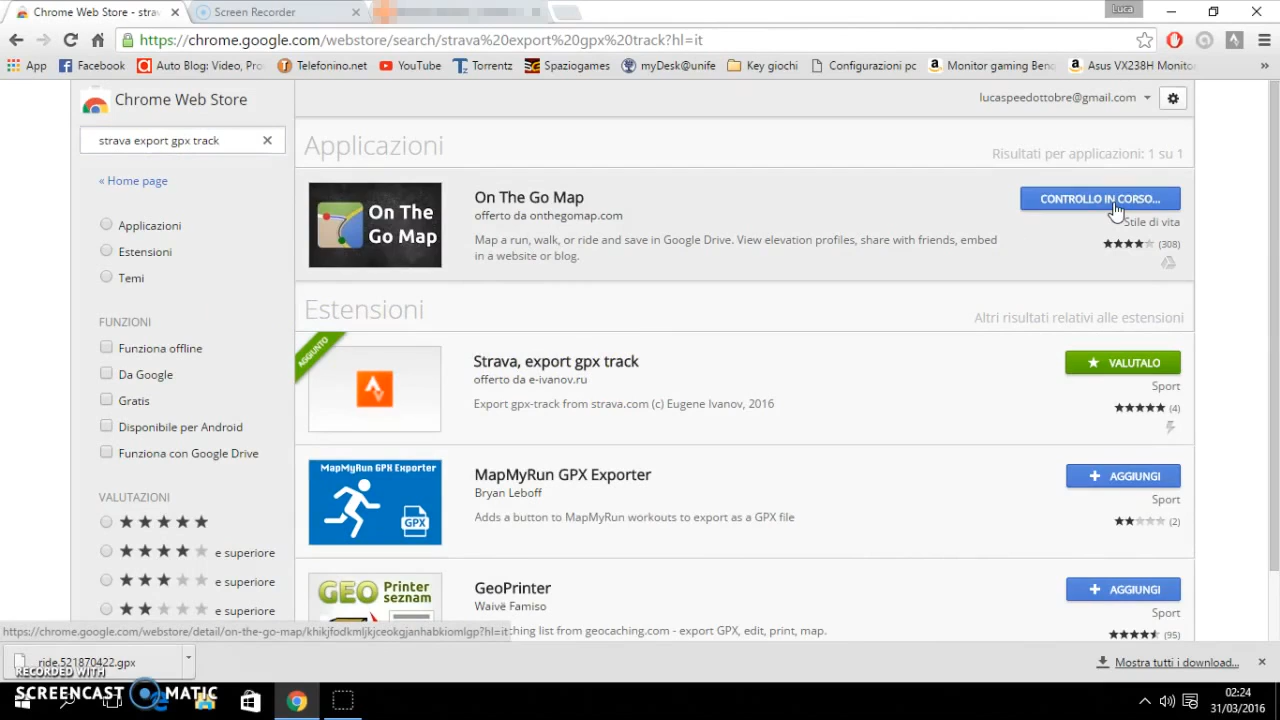 Chrome Web Store - stra
Screen Recorder
Luca
https://chrome.google.com/webstore/search/strava%20export%20gpx%20track?hl=it
App
Facebook
Auto Blog: Video, Pro
Telefonino.net
YouTube
Torrentz
Spaziogames
myDesk@unife
Key giochi
Configurazioni pc
Monitor gaming Benq
Asus VX238H Monito
»
Chrome Web Store
lucaspeedottobre@gmail.com
strava export gpx track
« Home page
Applicazioni
Estensioni
Temi
FUNZIONI
Funziona offline
Da Google
Gratis
Disponibile per Android
Funziona con Google Drive
VALUTAZIONI
e superiore
e superiore
e superiore
Applicazioni
Risultati per applicazioni: 1 su 1
On The
Go Map
On The Go Map
offerto da onthegomap.com
Map a run, walk, or ride and save in Google Drive. View elevation profiles, share with friends, embed
in a website or blog.
CONTROLLO IN CORSO...
Stile di vita
(308)
Estensioni
Altri risultati relativi alle estensioni
AGGIUNTO
Strava, export gpx track
offerto da e-ivanov.ru
Export gpx-track from strava.com (c) Eugene Ivanov, 2016
VALUTALO
Sport
(4)
MapMyRun GPX Exporter
GPX
MapMyRun GPX Exporter
Bryan Leboff
Adds a button to MapMyRun workouts to export as a GPX file
AGGIUNGI
Sport
(2)
GEO Printer
seznam
GeoPrinter
Waivë Famiso
ching list from geocaching.com - export GPX, edit, print, map.
AGGIUNGI
Sport
(95)
https://chrome.google.com/webstore/detail/on-the-go-map/khikjfodkmljkjceokgjanhabkiomlgp?hl=it
ride.521870422.gpx
Mostra tutti i download...
RECORDED WITH
SCREENCAST MATIC
02:24
31/03/2016